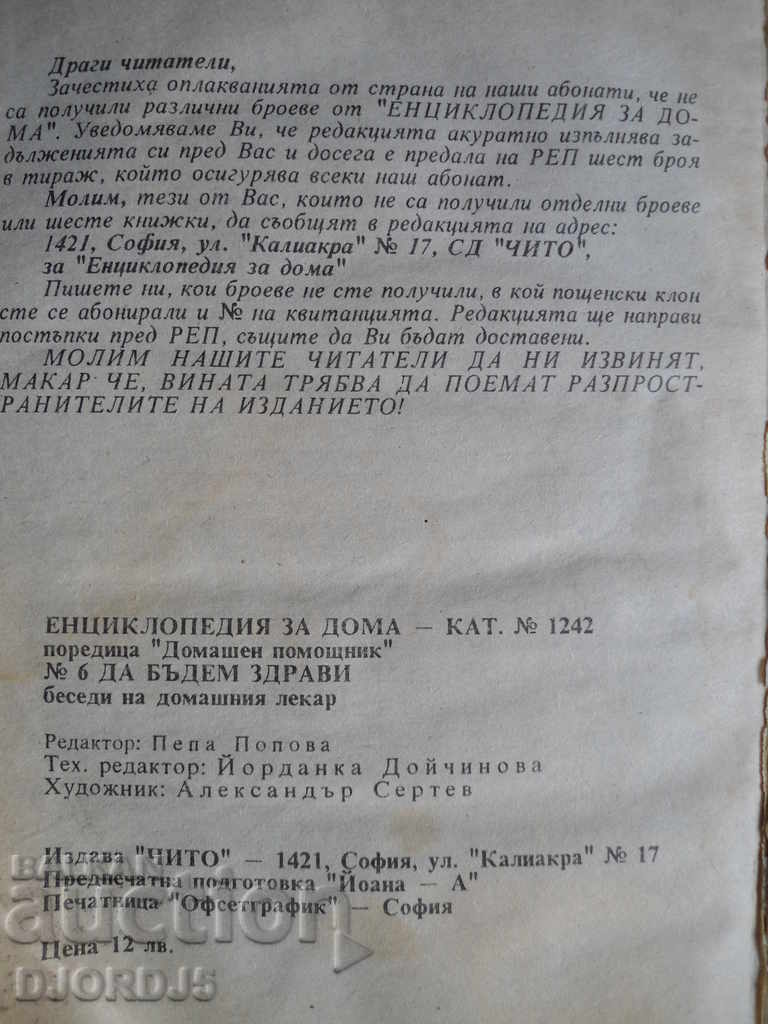 Драги читатели,
Зачестиха оплакванията от страна на наши абонати, че не
са получили различни броеве от "ЕНЦИКЛОПЕДИЯ ЗА ДО-
МА". Уведомяваме Ви, че редакцията акуратно изпълнява за-
дълженията си пред Вас и досега е предала на РЕП шест броя
в тираж, който осигурява всеки наш абонат.
Молим, тези от Вас, които не са получили отделни броеве
или шесте книжки, да съобщят в редакцията на адрес:
1421, София, ул. "Калиакра" № 17, СД "ЧИТО",
за "Енциклопедия за дома"
Пишете ни, кои броеве не сте получили, в кой пощенски клон
сте се абонирали и № на квитанцията. Редакцията ще направи
постъпки пред РЕП, същите да Ви бъдат доставени.
МОЛИМ НАШИТЕ ЧИТАТЕЛИ ДА НИ ИЗВИНЯТ,
МАКАР ЧЕ, ВИНАТА ТРЯБВА ДА ПОЕМАТ РАЗПРОСТ-
РАНИТЕЛИТЕ НА ИЗДАНИЕТО!
ЕНЦИКЛОПЕДИЯ ЗА ДОМА — КАТ. № 1242
поредица "Домашен помощник"
№ 6 ДА БЪДЕМ ЗДРАВИ
беседи на домашния лекар
Редактор: Пепа Попова
Тех. редактор: Йорданка Дойчинова
Художник: Александър Сертев
Издава "ЧИТО" — 1421, София, ул. "Калиакра" № 17
Предпечатна подготовка "Йоана — А"
Печатница "Офсетграфик" — София
Цена 12 лв.
auction
DJORDJ5